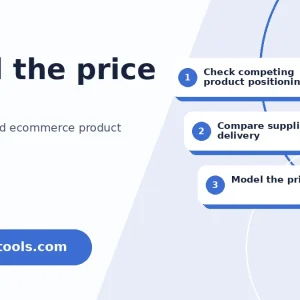 the price
d ecommerce product
tools.com
1
Check competing
product positionin
2
Compare suppli
delivery
3
Model the pri